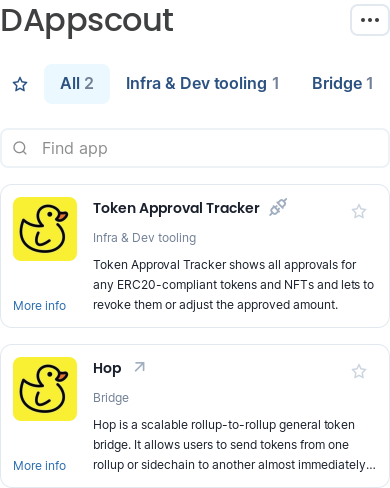 DAppscout
All 2
Infra & Dev tooling 1
Bridge 1
Find app
Token Approval Tracker
Infra & Dev tooling
Token Approval Tracker shows all approvals for
any ERC20-compliant tokens and NFTs and lets to
revoke them or adjust the approved amount.
More info
Hop
Bridge
Hop is a scalable rollup-to-rollup general token
bridge. It allows users to send tokens from one
rollup or sidechain to another almost immediately...
More info